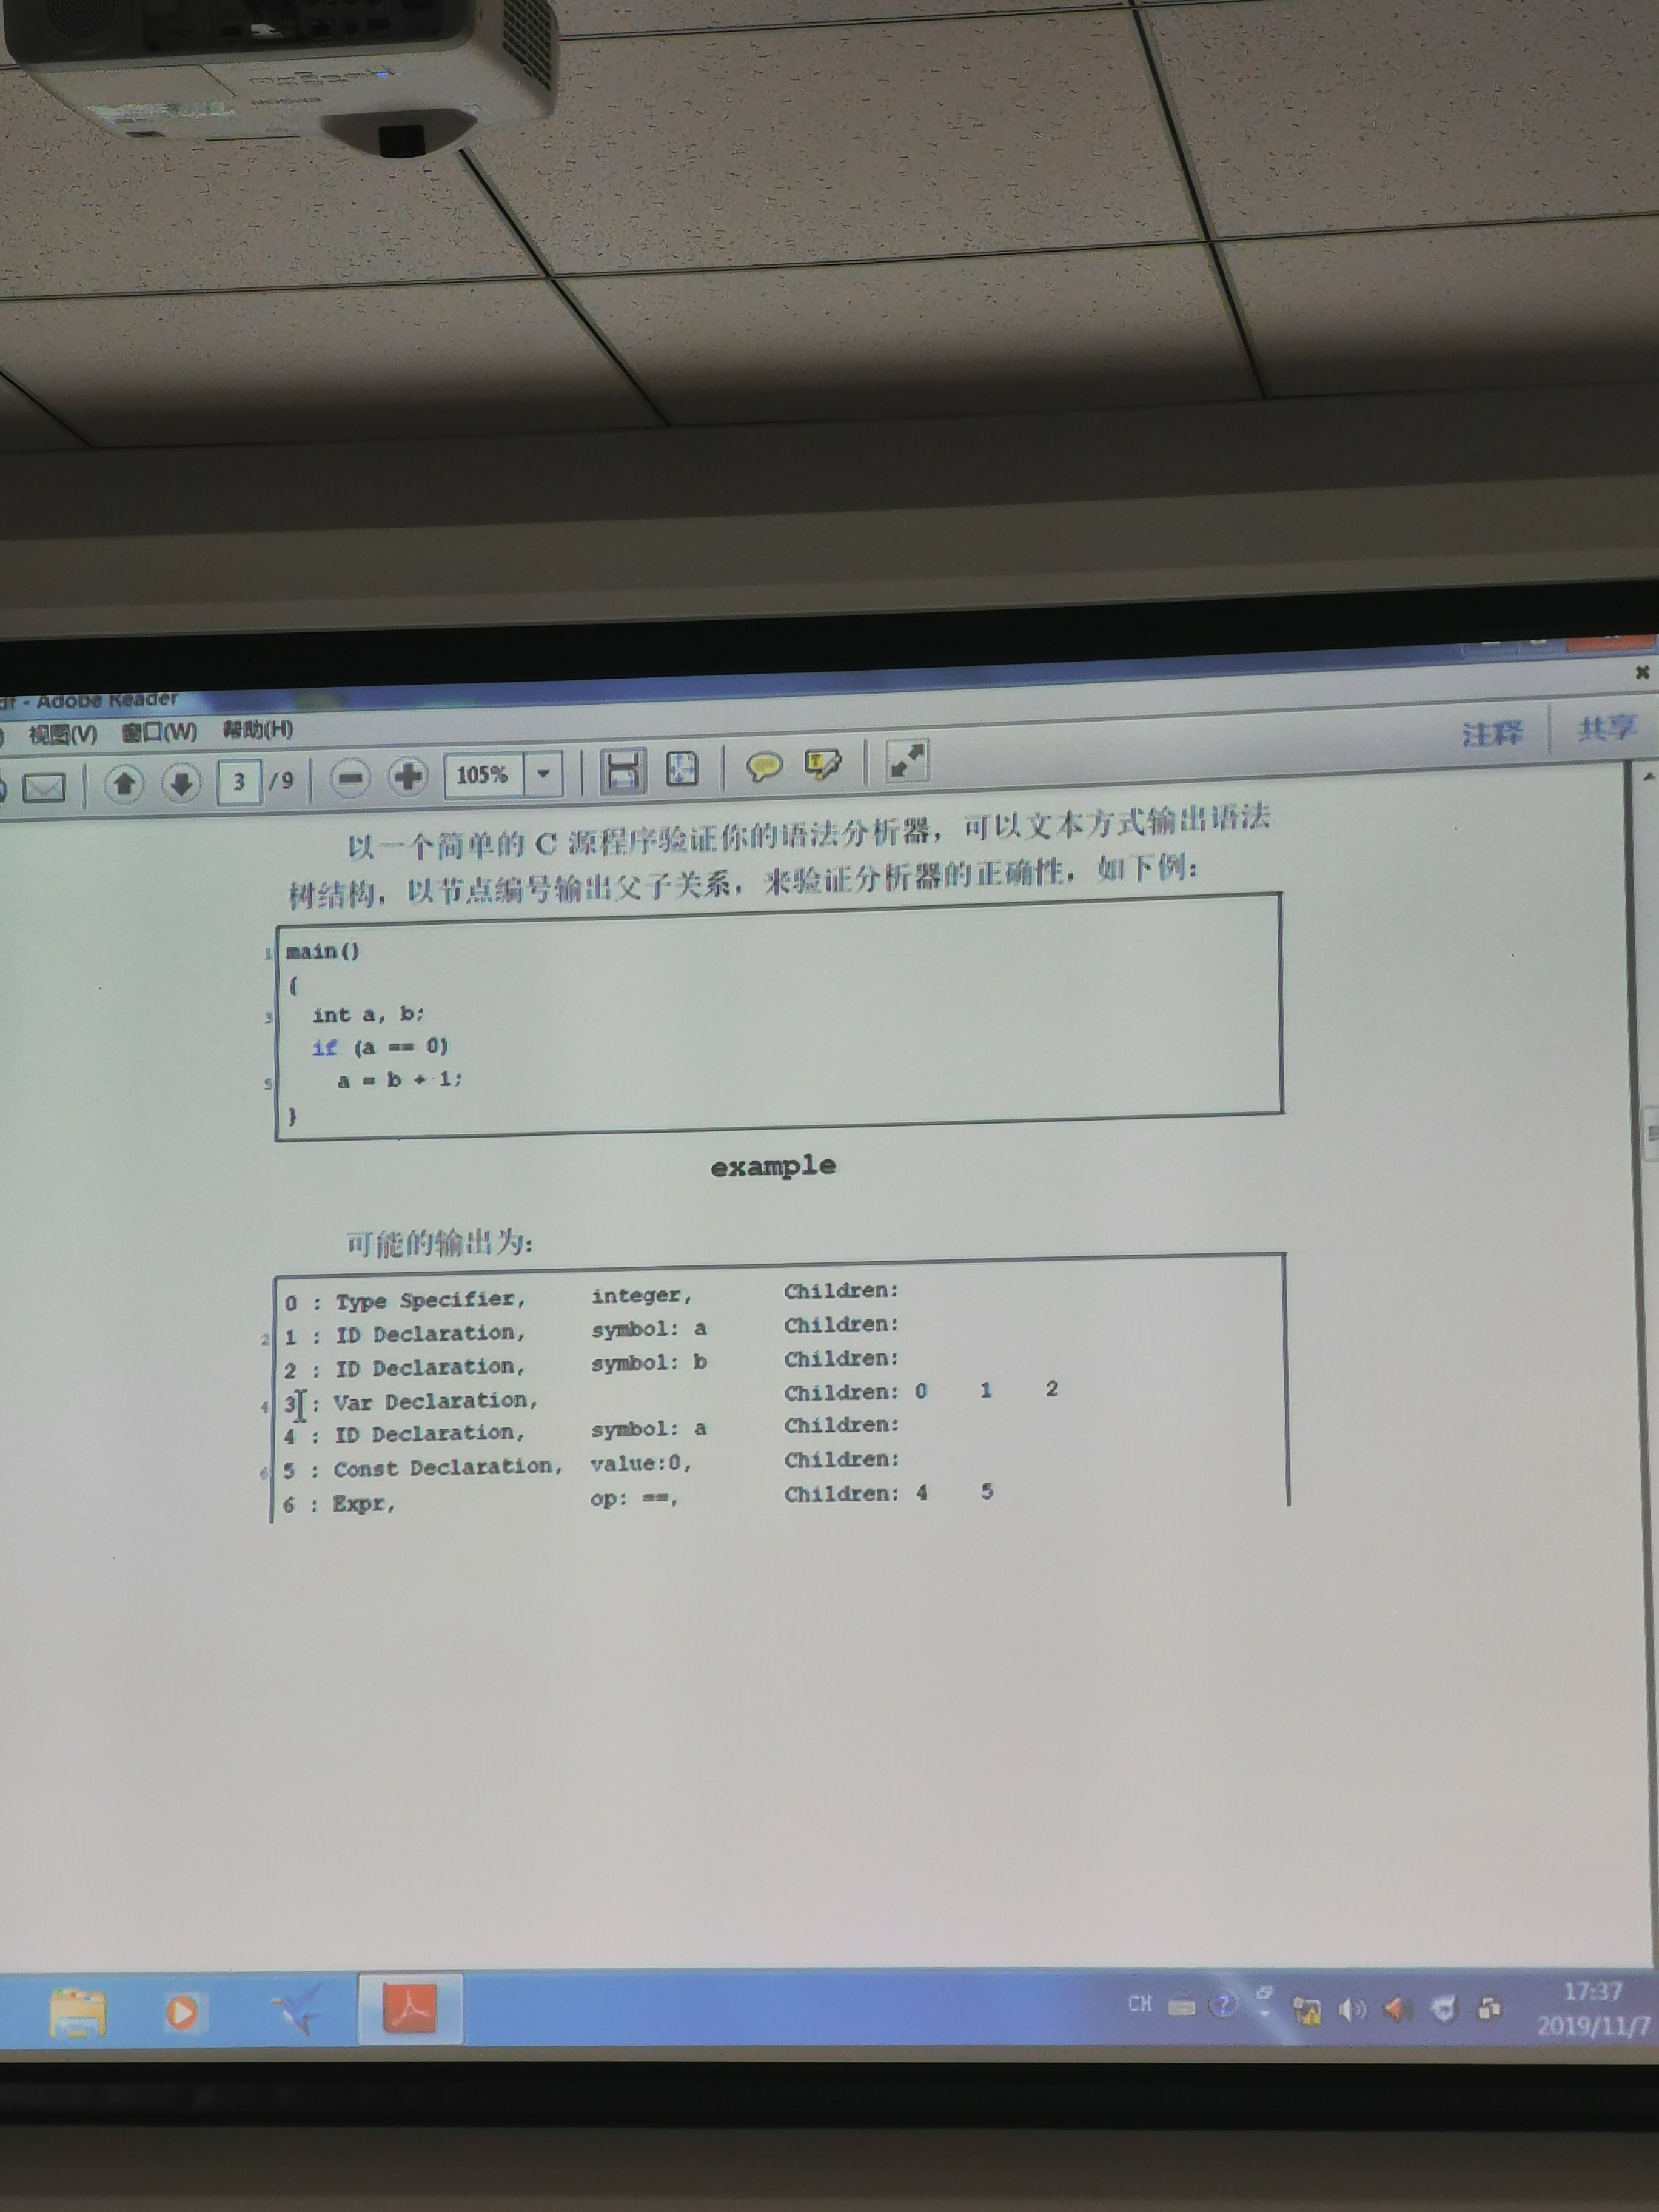 df - Adobe Reader
视图(V) 窗口(W) 帮助(H)
注释 共享
3 /9 105%
以一个简单的 C 源程序验证你的语法分析器，可以文本方式输出语法
树结构，以节点编号输出父子关系，来验证分析器的正确性，如下例：
1 main()
{
3 int a, b;
if (a == 0)
5 a = b + 1;
}
example
可能的输出为：
0 : Type Specifier, integer, Children:
2 1 : ID Declaration, symbol: a Children:
2 : ID Declaration, symbol: b Children:
4 3 : Var Declaration, Children: 0 1 2
4 : ID Declaration, symbol: a Children:
6 5 : Const Declaration, value:0, Children:
6 : Expr, op: ==, Children: 4 5
CH
17:37
2019/11/7